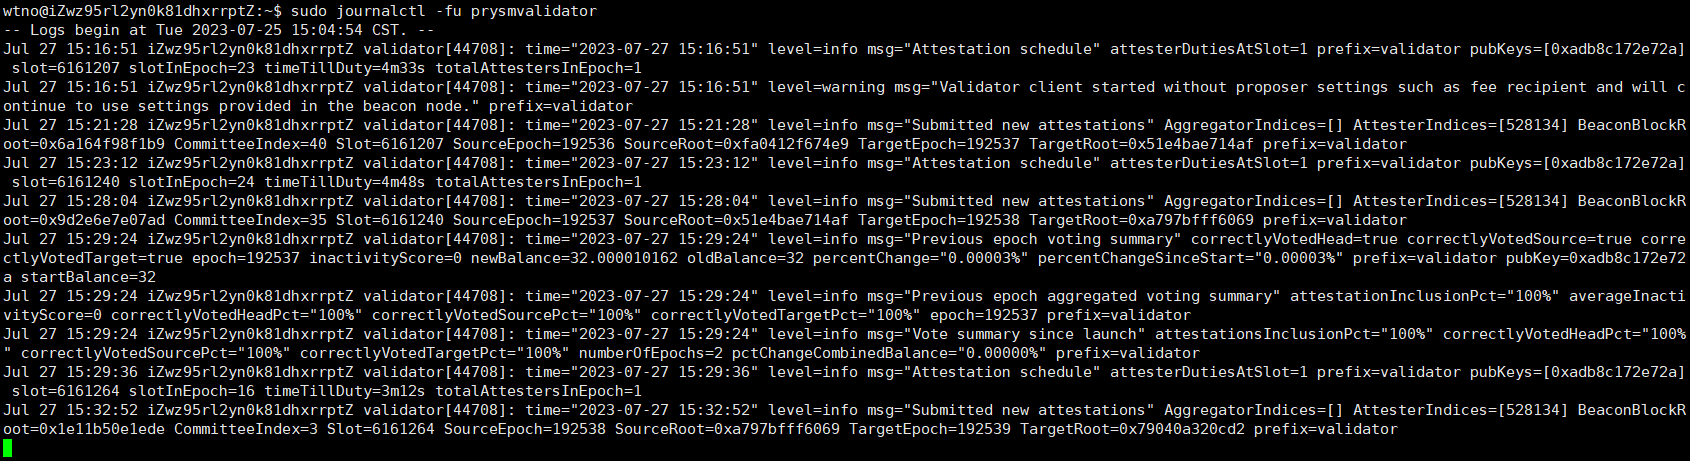 wtno@iZwz95rl2yn0k81dhxrrptZ:~$ sudo journalctl -fu prysmvalidator
-- Logs begin at Tue 2023-07-25 15:04:54 CST. --
Jul 27 15:16:51 iZwz95rl2yn0k81dhxrrptZ validator[44708]: time="2023-07-27 15:16:51" level=info msg="Attestation schedule" attesterDutiesAtSlot=1 prefix=validator pubKeys=[0xadb8c172e72a]
 slot=6161207 slotInEpoch=23 timeTillDuty=4m33s totalAttestersInEpoch=1
Jul 27 15:16:51 iZwz95rl2yn0k81dhxrrptZ validator[44708]: time="2023-07-27 15:16:51" level=warning msg="Validator client started without proposer settings such as fee recipient and will c
ontinue to use settings provided in the beacon node." prefix=validator
Jul 27 15:21:28 iZwz95rl2yn0k81dhxrrptZ validator[44708]: time="2023-07-27 15:21:28" level=info msg="Submitted new attestations" AggregatorIndices=[] AttesterIndices=[528134] BeaconBlockR
oot=0x6a164f98f1b9 CommitteeIndex=40 Slot=6161207 SourceEpoch=192536 SourceRoot=0xfa0412f674e9 TargetEpoch=192537 TargetRoot=0x51e4bae714af prefix=validator
Jul 27 15:23:12 iZwz95rl2yn0k81dhxrrptZ validator[44708]: time="2023-07-27 15:23:12" level=info msg="Attestation schedule" attesterDutiesAtSlot=1 prefix=validator pubKeys=[0xadb8c172e72a]
 slot=6161240 slotInEpoch=24 timeTillDuty=4m48s totalAttestersInEpoch=1
Jul 27 15:28:04 iZwz95rl2yn0k81dhxrrptZ validator[44708]: time="2023-07-27 15:28:04" level=info msg="Submitted new attestations" AggregatorIndices=[] AttesterIndices=[528134] BeaconBlockR
oot=0x9d2e6e7e07ad CommitteeIndex=35 Slot=6161240 SourceEpoch=192537 SourceRoot=0x51e4bae714af TargetEpoch=192538 TargetRoot=0xa797bfff6069 prefix=validator
Jul 27 15:29:24 iZwz95rl2yn0k81dhxrrptZ validator[44708]: time="2023-07-27 15:29:24" level=info msg="Previous epoch voting summary" correctlyVotedHead=true correctlyVotedSource=true corre
ctlyVotedTarget=true epoch=192537 inactivityScore=0 newBalance=32.000010162 oldBalance=32 percentChange="0.00003%" percentChangeSinceStart="0.00003%" prefix=validator pubKey=0xadb8c172e72
a startBalance=32
Jul 27 15:29:24 iZwz95rl2yn0k81dhxrrptZ validator[44708]: time="2023-07-27 15:29:24" level=info msg="Previous epoch aggregated voting summary" attestationInclusionPct="100%" averageInacti
vityScore=0 correctlyVotedHeadPct="100%" correctlyVotedSourcePct="100%" correctlyVotedTargetPct="100%" epoch=192537 prefix=validator
Jul 27 15:29:24 iZwz95rl2yn0k81dhxrrptZ validator[44708]: time="2023-07-27 15:29:24" level=info msg="Vote summary since launch" attestationsInclusionPct="100%" correctlyVotedHeadPct="100%
" correctlyVotedSourcePct="100%" correctlyVotedTargetPct="100%" numberOfEpochs=2 pctChangeCombinedBalance="0.00000%" prefix=validator
Jul 27 15:29:36 iZwz95rl2yn0k81dhxrrptZ validator[44708]: time="2023-07-27 15:29:36" level=info msg="Attestation schedule" attesterDutiesAtSlot=1 prefix=validator pubKeys=[0xadb8c172e72a]
 slot=6161264 slotInEpoch=16 timeTillDuty=3m12s totalAttestersInEpoch=1
Jul 27 15:32:52 iZwz95rl2yn0k81dhxrrptZ validator[44708]: time="2023-07-27 15:32:52" level=info msg="Submitted new attestations" AggregatorIndices=[] AttesterIndices=[528134] BeaconBlockR
oot=0x1e11b50e1ede CommitteeIndex=3 Slot=6161264 SourceEpoch=192538 SourceRoot=0xa797bfff6069 TargetEpoch=192539 TargetRoot=0x79040a320cd2 prefix=validator